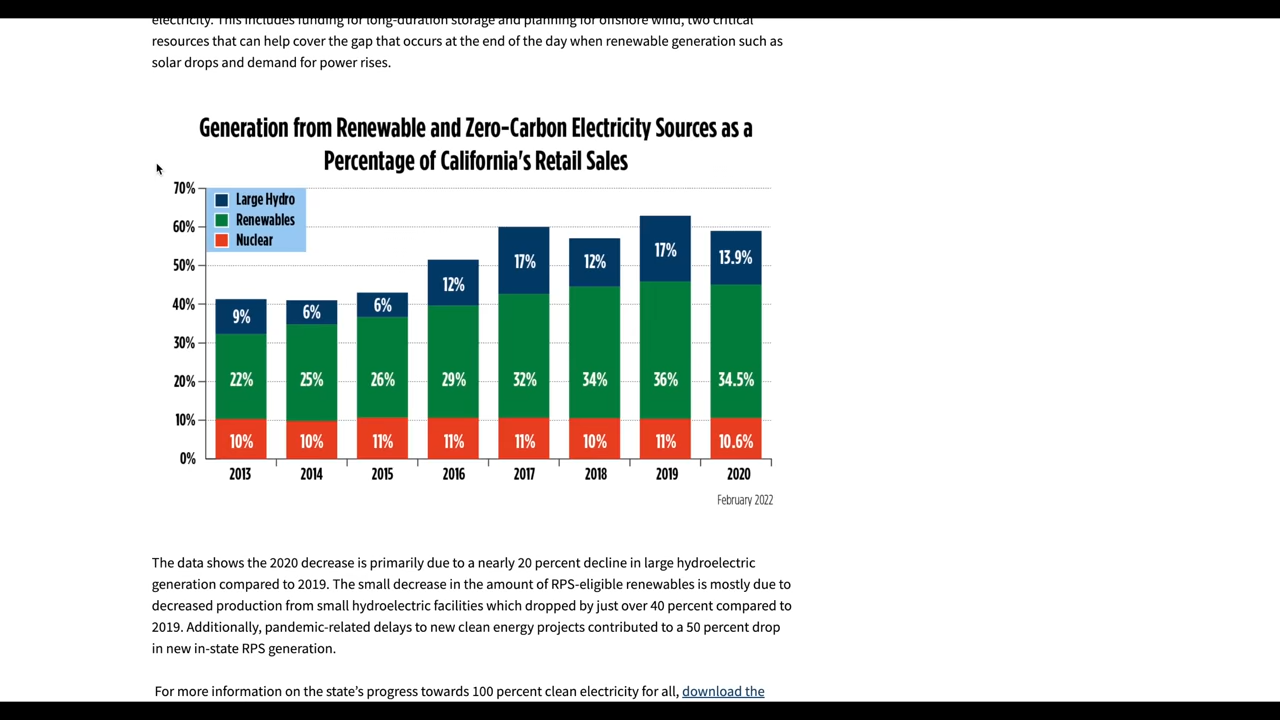 electricity. This includes funding for long-duration storage and planning for offshore wind, two critical
resources that can help cover the gap that occurs at the end of the day when renewable generation such as
solar drops and demand for power rises.
Generation from Renewable and Zero-Carbon Electricity Sources as a
Percentage of California's Retail Sales
70%
Large Hydro
Renewables
Nuclear
60%
50%
40%
30%
20%
10%
0%
9% 6% 6% 12% 17% 12% 17% 13.9%
22% 25% 26% 29% 32% 34% 36% 34.5%
10% 10% 11% 11% 11% 10% 11% 10.6%
2013 2014 2015 2016 2017 2018 2019 2020
February 2022
The data shows the 2020 decrease is primarily due to a nearly 20 percent decline in large hydroelectric
generation compared to 2019. The small decrease in the amount of RPS-eligible renewables is mostly due to
decreased production from small hydroelectric facilities which dropped by just over 40 percent compared to
2019. Additionally, pandemic-related delays to new clean energy projects contributed to a 50 percent drop
in new in-state RPS generation.
For more information on the state’s progress towards 100 percent clean electricity for all, download the